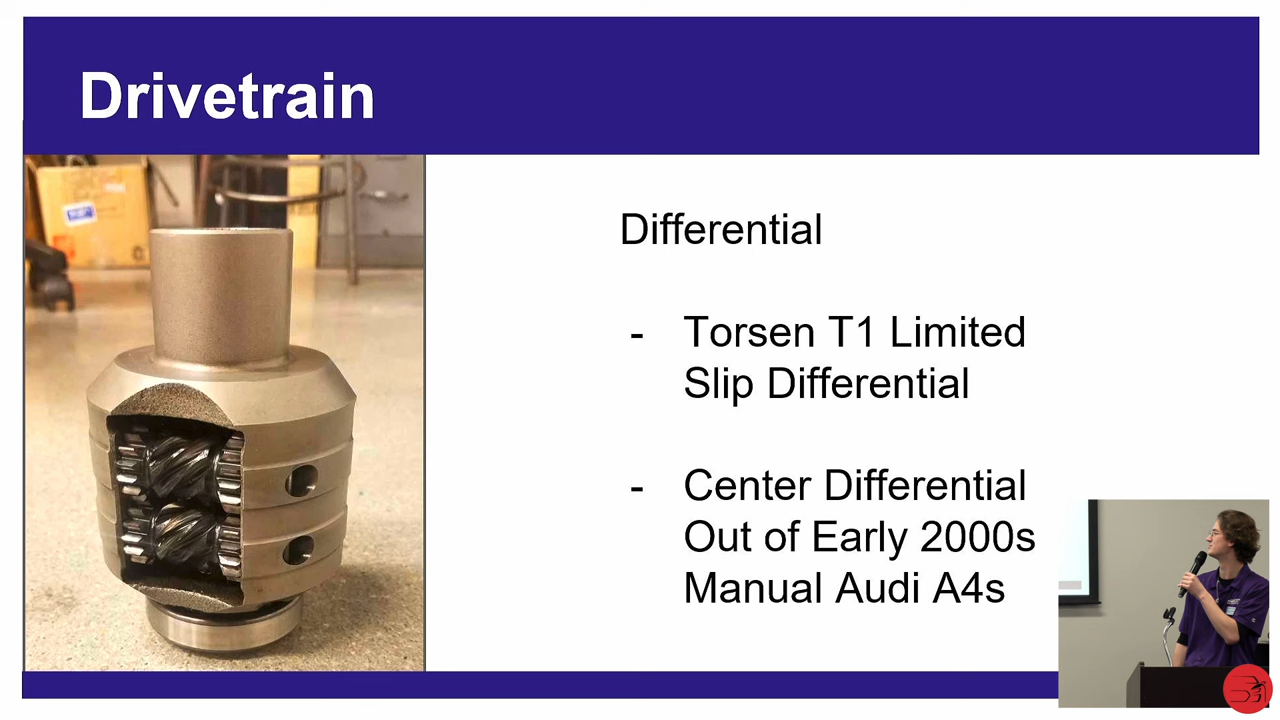 Drivetrain
Differential
- Torsen T1 Limited
Slip Differential
- Center Differential
Out of Early 2000s
Manual Audi A4s